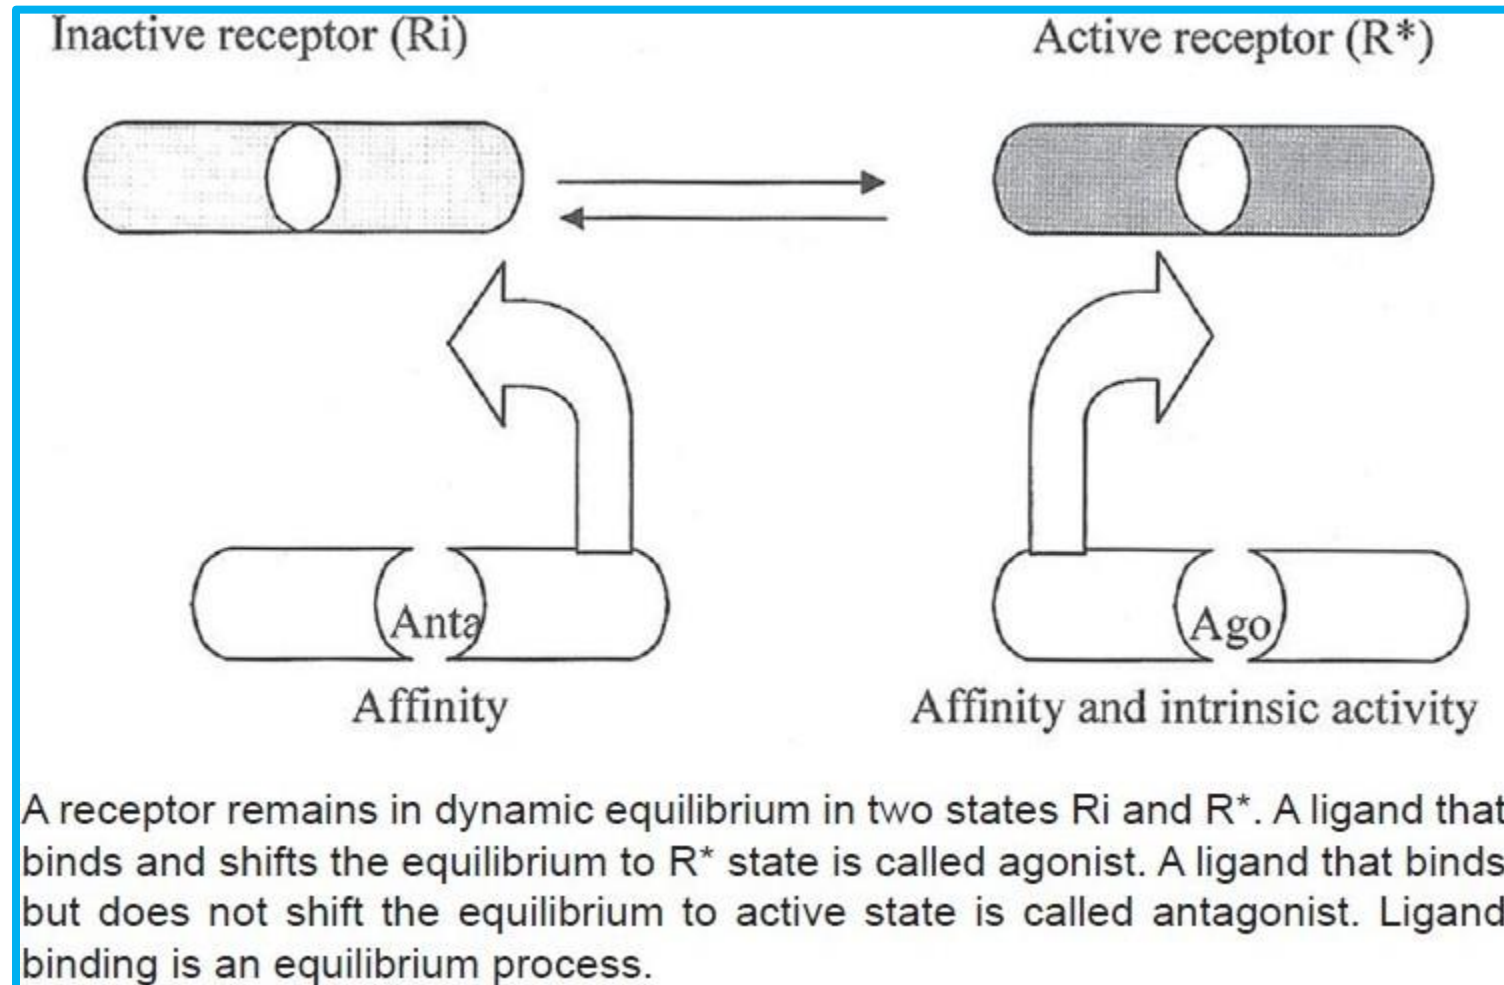 Inactive receptor (Ri)
Active receptor (R*)
Anta
Ago
Affinity
Affinity and intrinsic activity
A receptor remains in dynamic equilibrium in two states Ri and R*. A ligand that
binds and shifts the equilibrium to R* state is called agonist. A ligand that binds
but does not shift the equilibrium to active state is called antagonist. Ligand
binding is an equilibrium process.